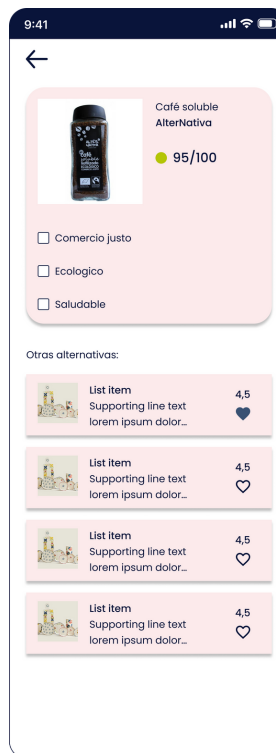 9:41
Café soluble
AlterNativa
95/100
Café
Comercio justo
Ecologico
Saludable
Otras alternativas:
List item
Supporting line text
lorem ipsum dolor...
4,5
List item
Supporting line text
lorem ipsum dolor...
4,5
List item
Supporting line text
lorem ipsum dolor...
4,5
List item
Supporting line text
lorem ipsum dolor...
4,5